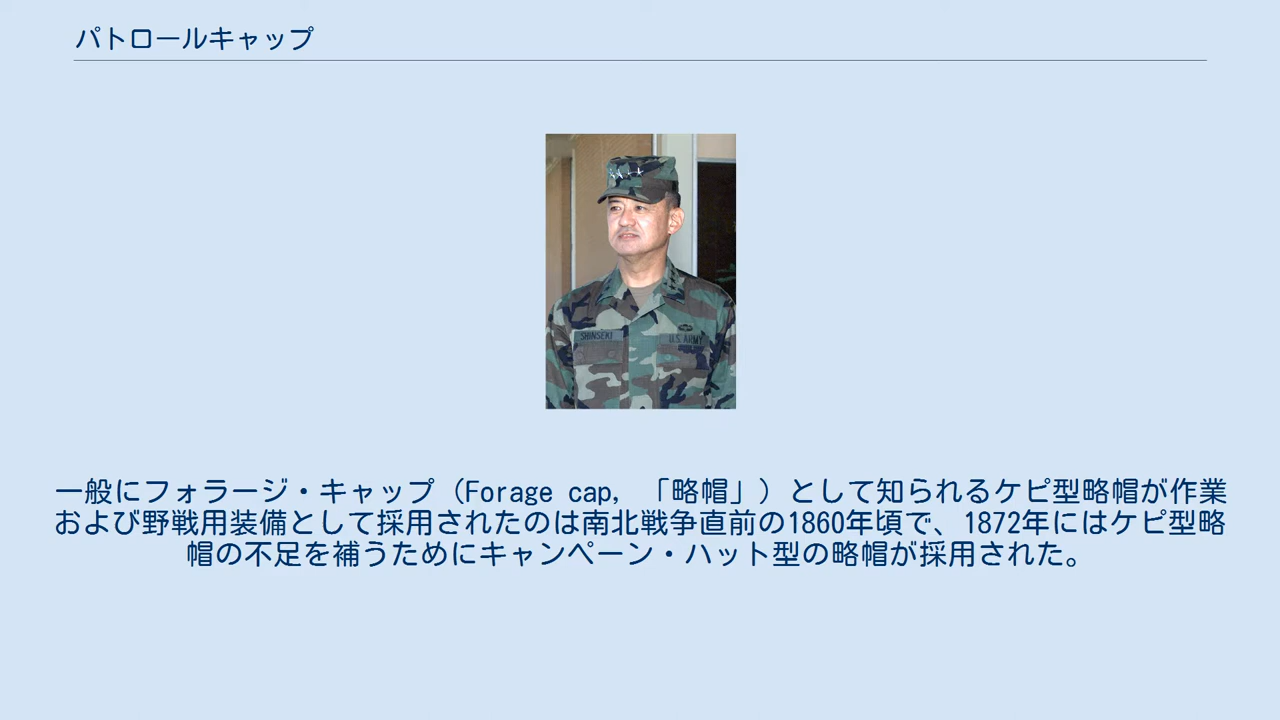 パトロールキャップ
SHINSEKI
U.S. ARMY
一般にフォラージ・キャップ（Forage cap, 「略帽」）として知られるケピ型略帽が作業
および野戦用装備として採用されたのは南北戦争直前の1860年頃で、1872年にはケピ型略
帽の不足を補うためにキャンペーン・ハット型の略帽が採用された。